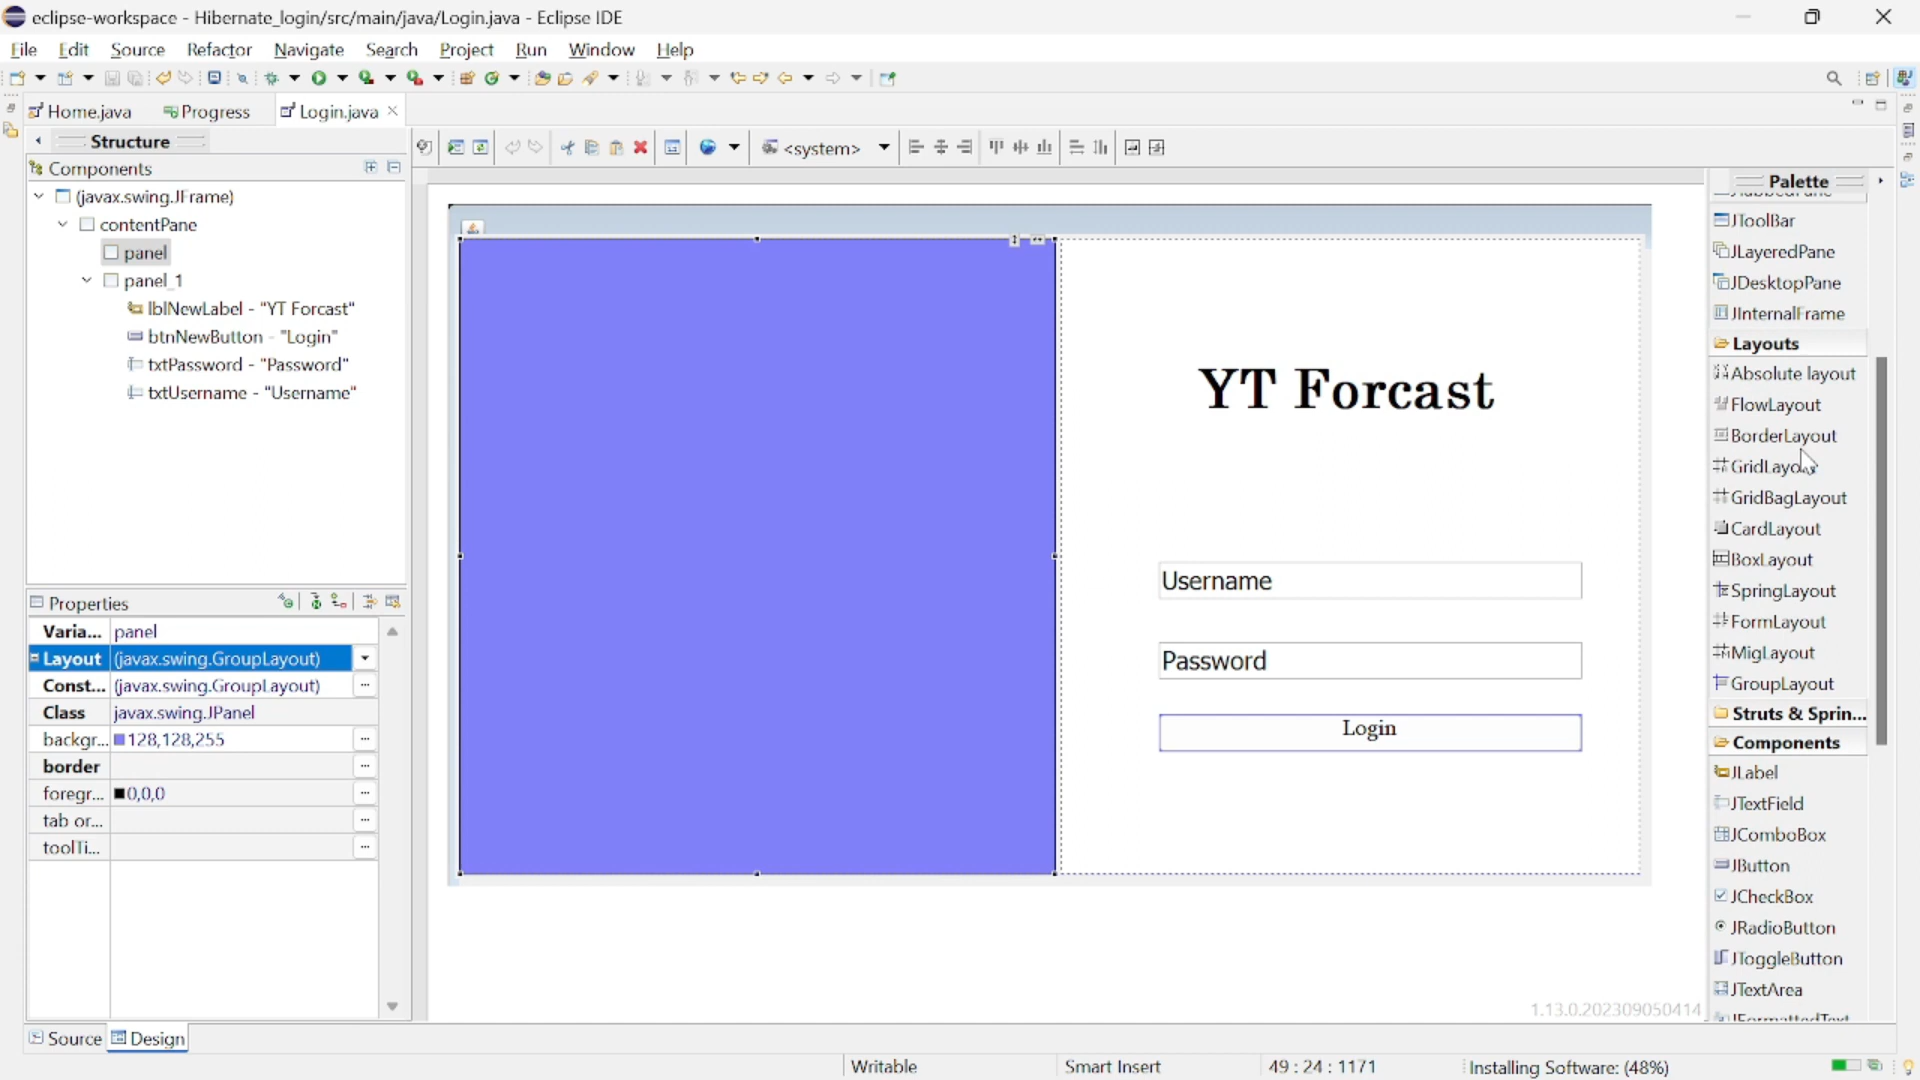 eclipse-workspace - Hibernate_login/src/main/java/Login.java - Eclipse IDE
File Edit Source Refactor Navigate Search Project Run Window Help
Home.java Progress Login.java
Structure
<system>
Components
(javax.swing.JFrame)
contentPane
panel
panel_1
lblNewLabel - "YT Forcast"
btnNewButton - "Login"
txtPassword - "Password"
txtUsername - "Username"
Properties
Varia... panel
Layout (javax.swing.GroupLayout)
Const... (javax.swing.GroupLayout)
Class javax.swing.JPanel
backgr... 128,128,255
border
foregr... 0,0,0
tab or...
toolTi...
Source Design
YT Forcast
Username
Password
Login
1.13.0.202309050414
Palette
JToolBar
JLayeredPane
JDesktopPane
JInternalFrame
Layouts
Absolute layout
FlowLayout
BorderLayout
GridLayout
GridBagLayout
CardLayout
BoxLayout
SpringLayout
FormLayout
MigLayout
GroupLayout
Struts & Sprin...
Components
JLabel
JTextField
JComboBox
JButton
JCheckBox
JRadioButton
JToggleButton
JTextArea
Writable Smart Insert 49 : 24 : 1171 Installing Software: (48%)